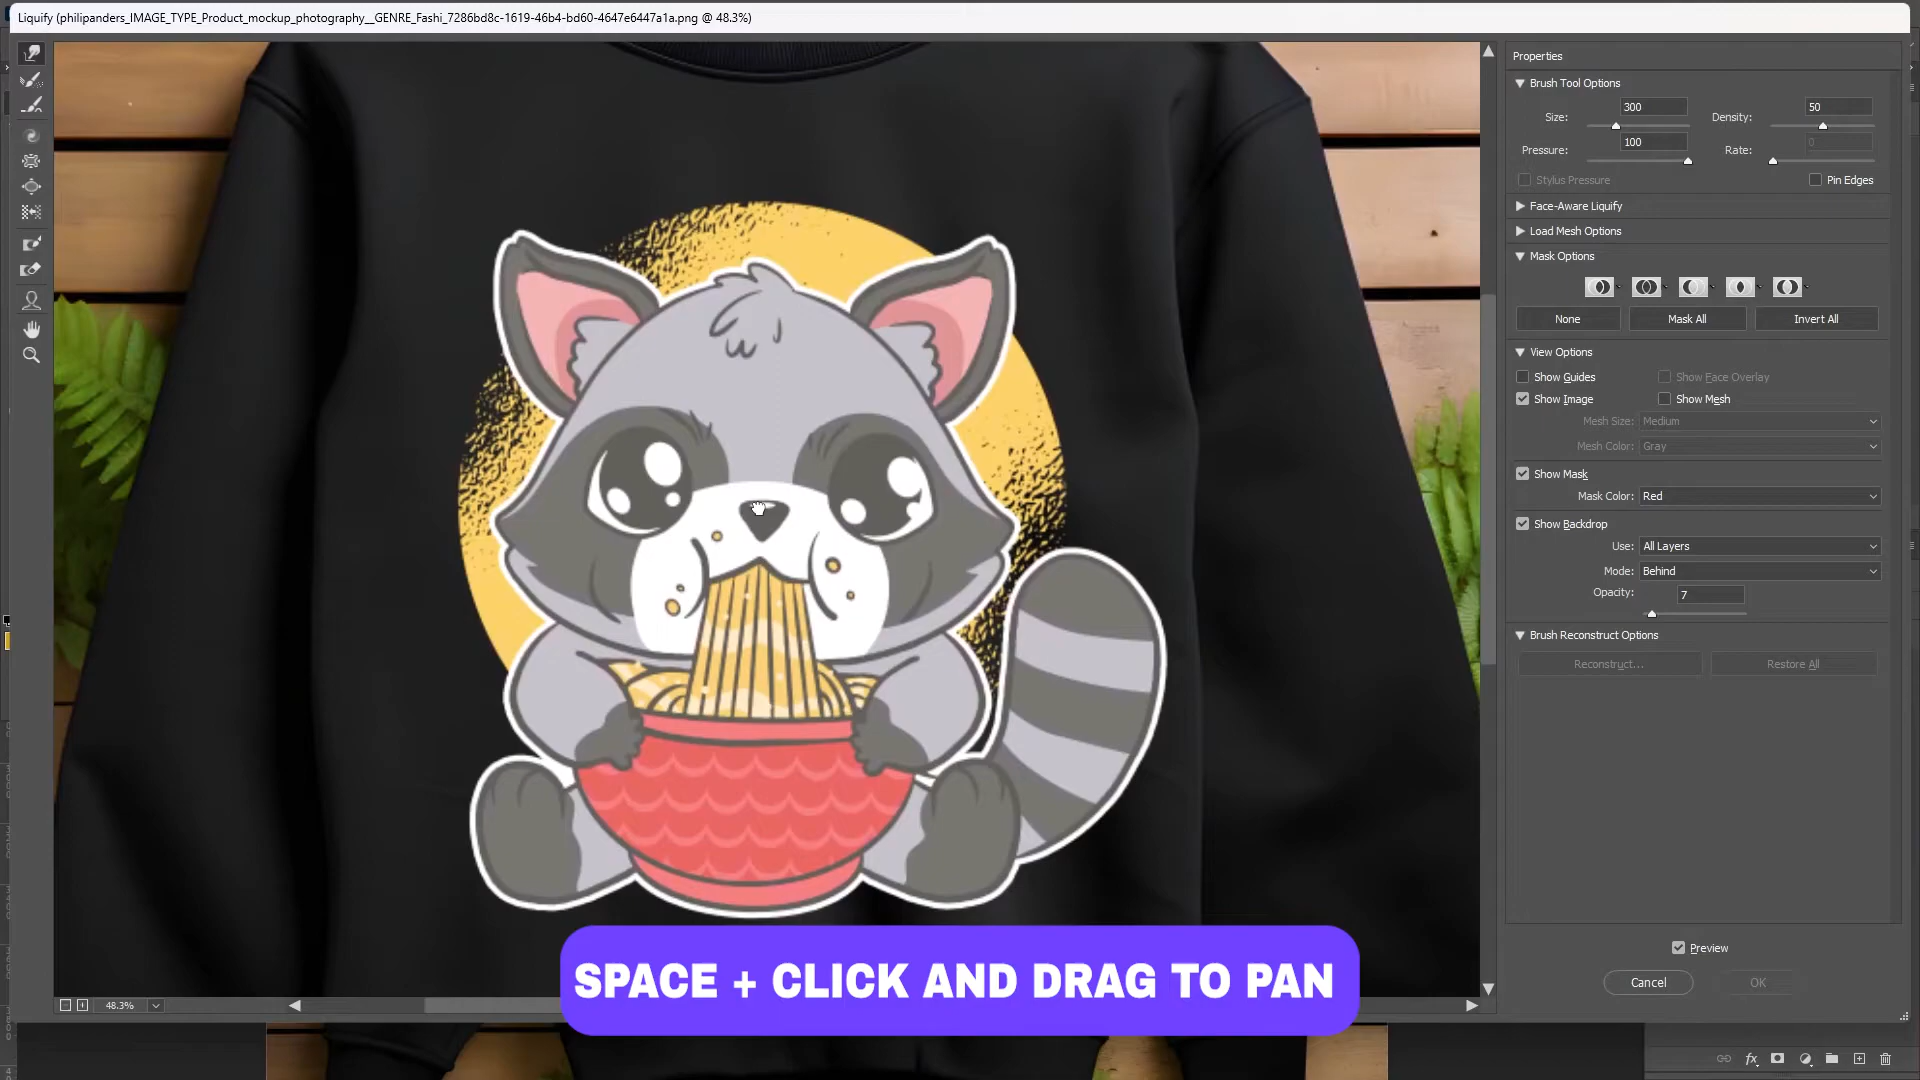 Liquify (philipanders_IMAGE_TYPE_Product_mockup_photography__GENRE_Fashi_7286bd8c-1619-46b4-bd60-4647e6447a1a.png @ 48.3%)
Properties
Brush Tool Options
Size: 300 Density: 50
Pressure: 100 Rate: 0
Stylus Pressure Pin Edges
Face-Aware Liquify
Load Mesh Options
Mask Options
None Mask All Invert All
View Options
Show Guides Show Face Overlay
Show Image Show Mesh
Mesh Size: Medium
Mesh Color: Gray
Show Mask
Mask Color: Red
Show Backdrop
Use: All Layers
Mode: Behind
Opacity: 7
Brush Reconstruct Options
Reconstruct... Restore All
Preview
Cancel OK
48.3%
SPACE + CLICK AND DRAG TO PAN
fx